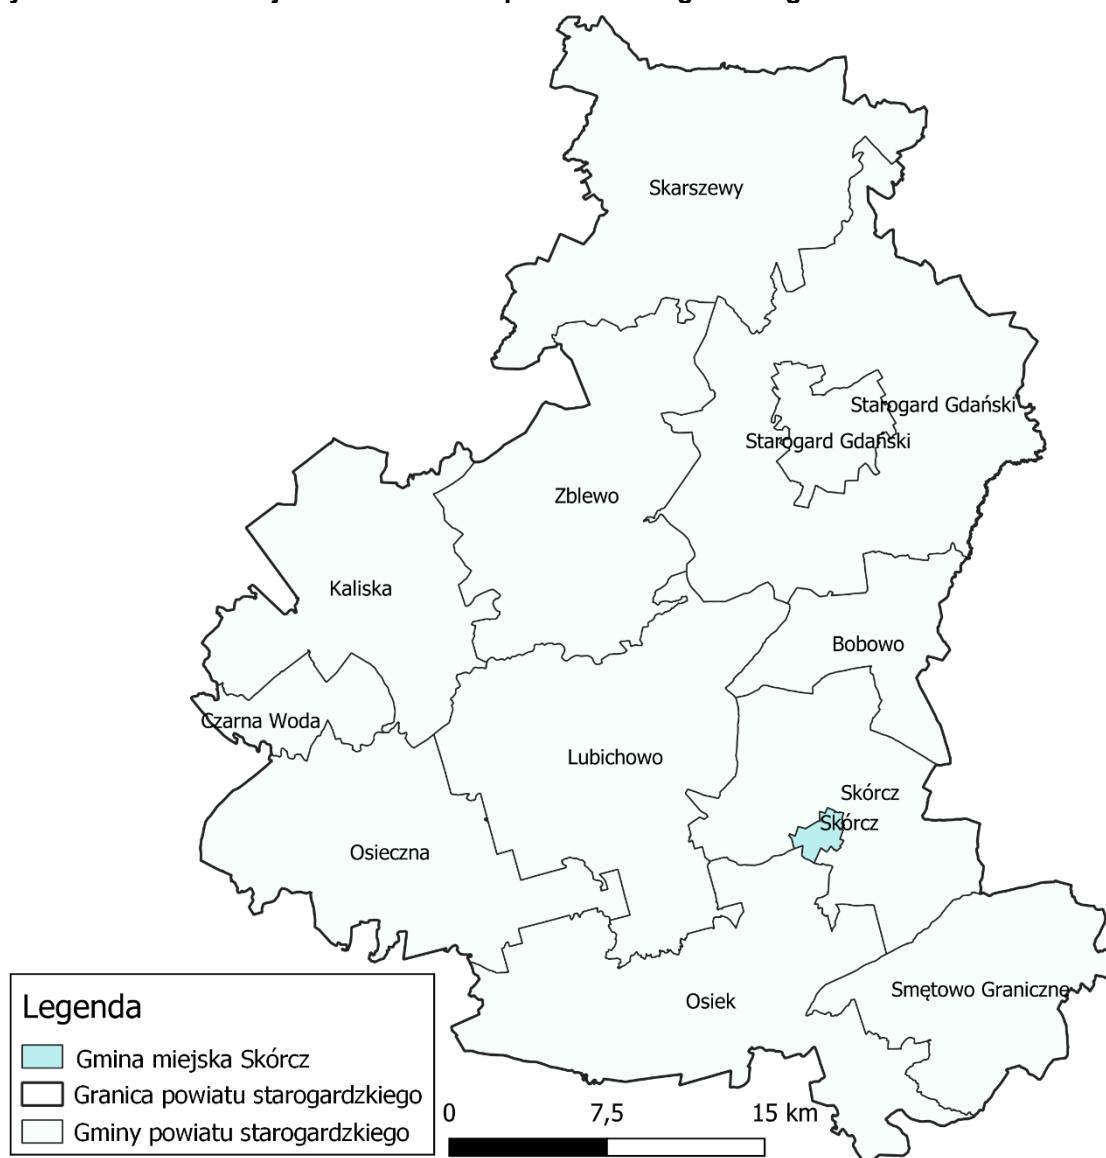 Skarszewy
Starogard Gdański
Starogard Gdański
Zblewo
Kaliska
Bobowo
Czarna Woda
Lubichowo
Skórcz
Skórcz
Osieczna
Smętowo Graniczne
Osiek
Legenda
Gmina miejska Skórcz
Granica powiatu starogardzkiego
Gminy powiatu starogardzkiego
0 7,5 15 km